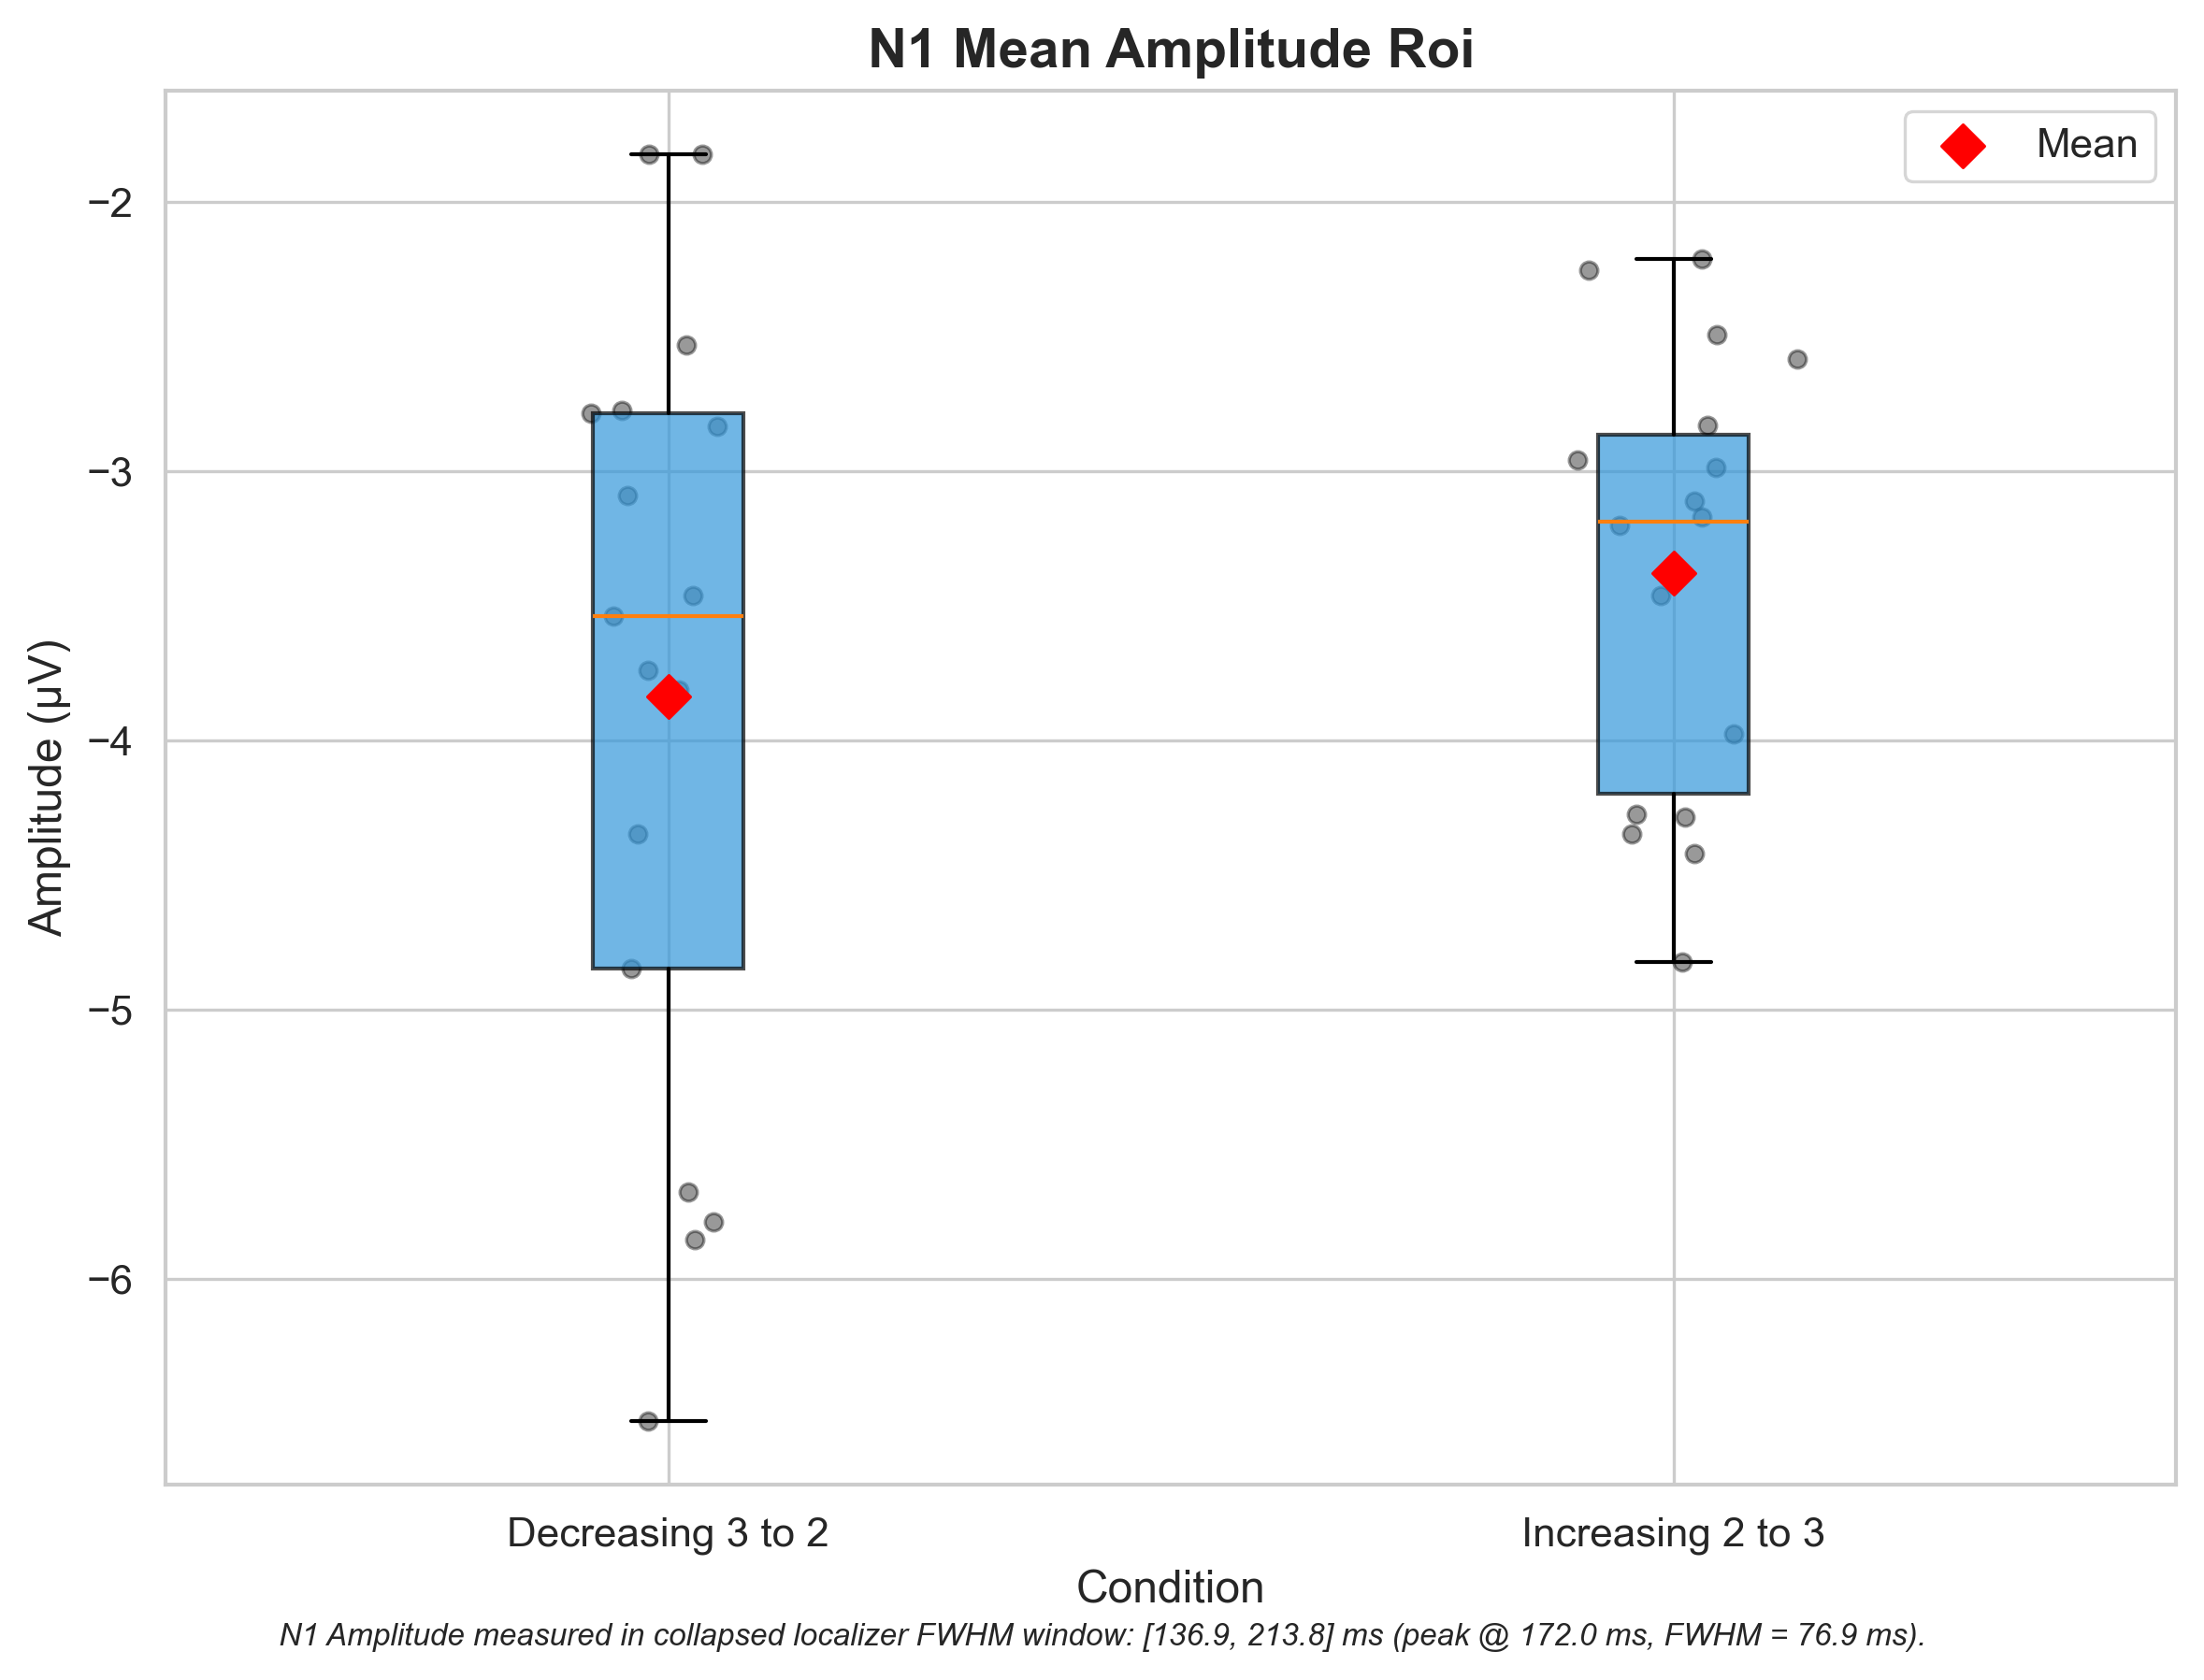 N1 Mean Amplitude Roi
Mean
−2
−3
−4
−5
−6
Amplitude (µV)
Decreasing 3 to 2
Increasing 2 to 3
Condition
N1 Amplitude measured in collapsed localizer FWHM window: [136.9, 213.8] ms (peak @ 172.0 ms, FWHM = 76.9 ms).